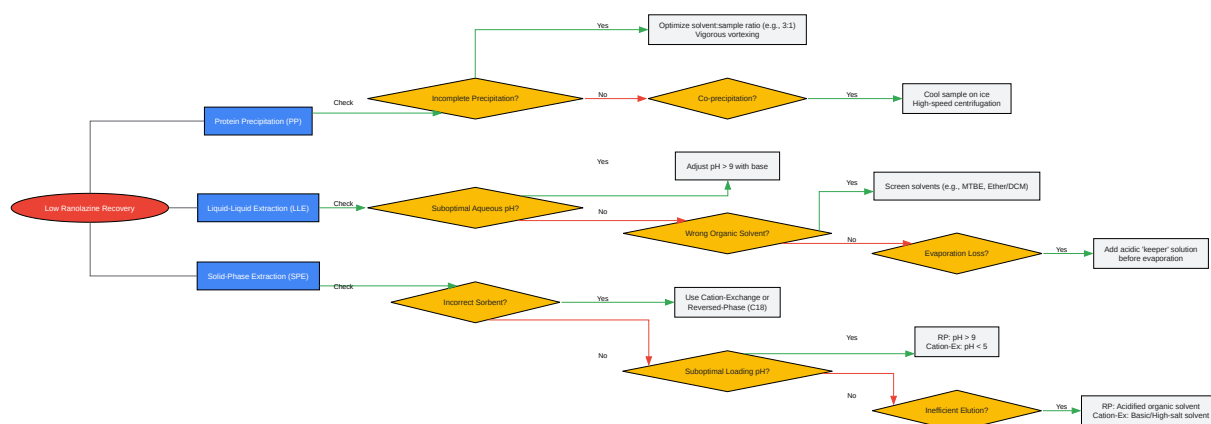 Yes
Optimize solvent:sample ratio (e.g., 3:1)
Vigorous vortexing
Check
Incomplete Precipitation?
No
Co-precipitation?
Yes
Cool sample on ice
High-speed centrifugation
Protein Precipitation (PP)
Yes
Adjust pH > 9 with base
Low Ranolazine Recovery
Liquid-Liquid Extraction (LLE)
Check
Suboptimal Aqueous pH?
No
Wrong Organic Solvent?
Yes
Screen solvents (e.g., MTBE, Ether/DCM)
No
Evaporation Loss?
Yes
Add acidic 'keeper' solution
before evaporation
Solid-Phase Extraction (SPE)
Check
Incorrect Sorbent?
Yes
Use Cation-Exchange or
Reversed-Phase (C18)
No
Suboptimal Loading pH?
Yes
RP: pH > 9
Cation-Ex: pH < 5
No
Inefficient Elution?
Yes
RP: Acidified organic solvent
Cation-Ex: Basic/High-salt solvent